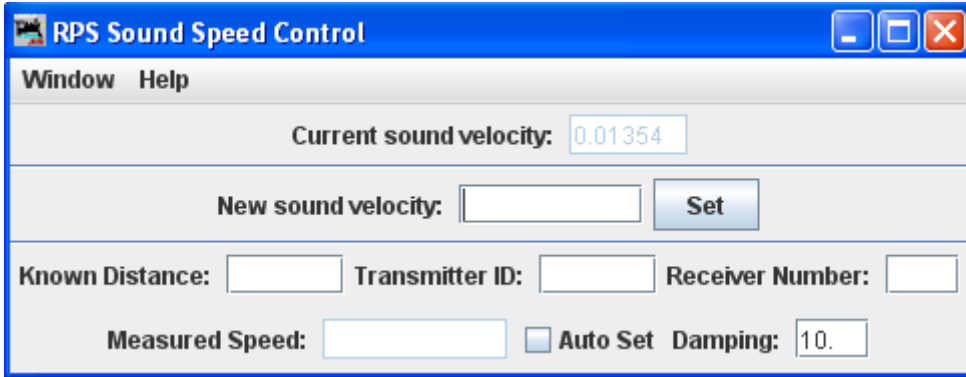 RPS Sound Speed Control
Window Help
Current sound velocity: 0.01354
New sound velocity: Set
Known Distance: Transmitter ID: Receiver Number:
Measured Speed: Auto Set Damping: 10.